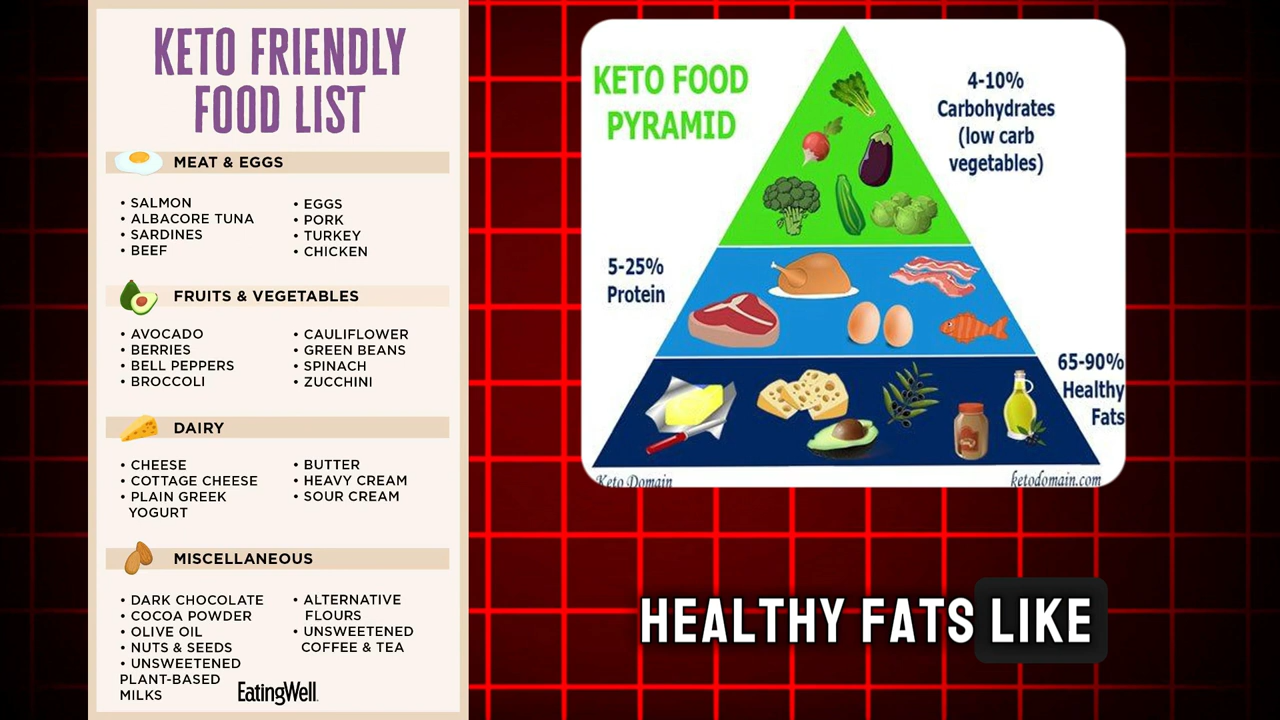 KETO FRIENDLY
FOOD LIST
MEAT & EGGS
• SALMON
• ALBACORE TUNA
• SARDINES
• BEEF
• EGGS
• PORK
• TURKEY
• CHICKEN
FRUITS & VEGETABLES
• AVOCADO
• BERRIES
• BELL PEPPERS
• BROCCOLI
• CAULIFLOWER
• GREEN BEANS
• SPINACH
• ZUCCHINI
DAIRY
• CHEESE
• COTTAGE CHEESE
• PLAIN GREEK
YOGURT
• BUTTER
• HEAVY CREAM
• SOUR CREAM
MISCELLANEOUS
• DARK CHOCOLATE
• COCOA POWDER
• OLIVE OIL
• NUTS & SEEDS
• UNSWEETENED
PLANT-BASED
MILKS
• ALTERNATIVE
FLOURS
• UNSWEETENED
COFFEE & TEA
EatingWell.
KETO FOOD
PYRAMID
4-10%
Carbohydrates
(low carb
vegetables)
5-25%
Protein
65-90%
Healthy
Fats
Keto Domain
ketodomain.com
HEALTHY FATS LIKE